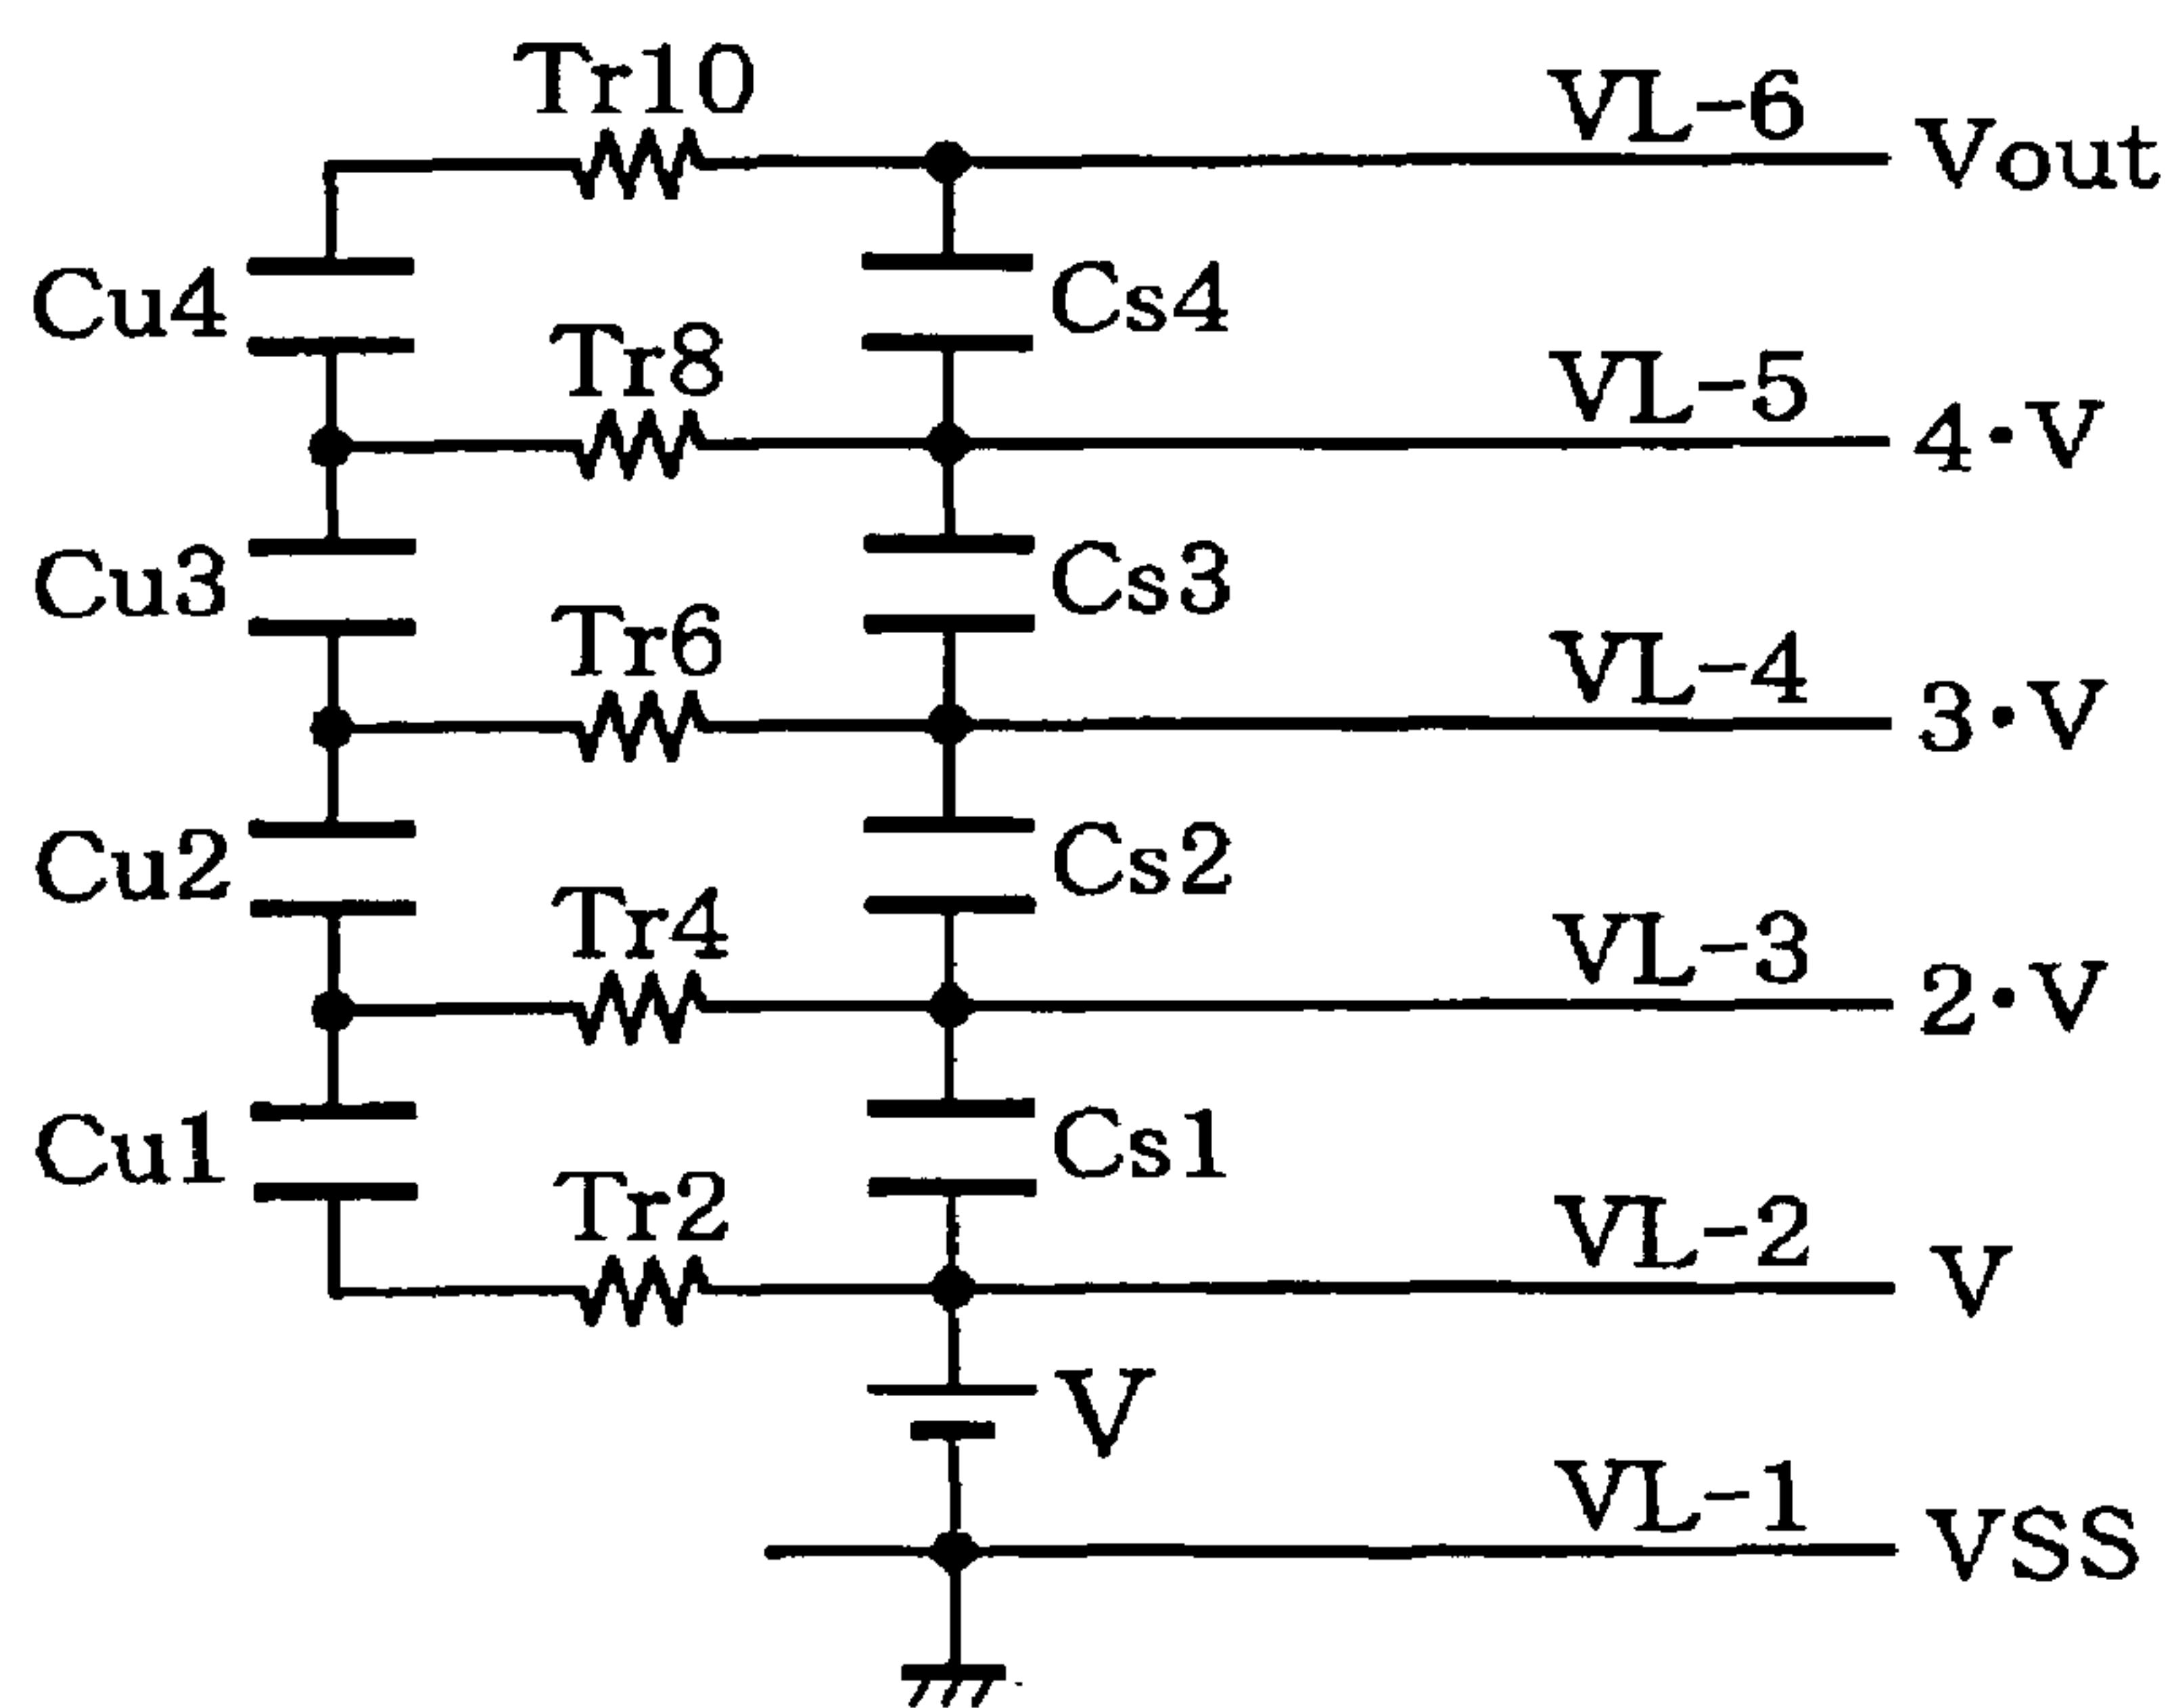 Tr10
VL-6
Vout
Cu4
Cs4
Tr8
VL-5
4·V
Cu3
Cs3
Tr6
VL-4
3·V
Cu2
Cs2
Tr4
VL-3
2·V
Cu1
Cs1
Tr2
VL-2
V
V
VL-1
VSS